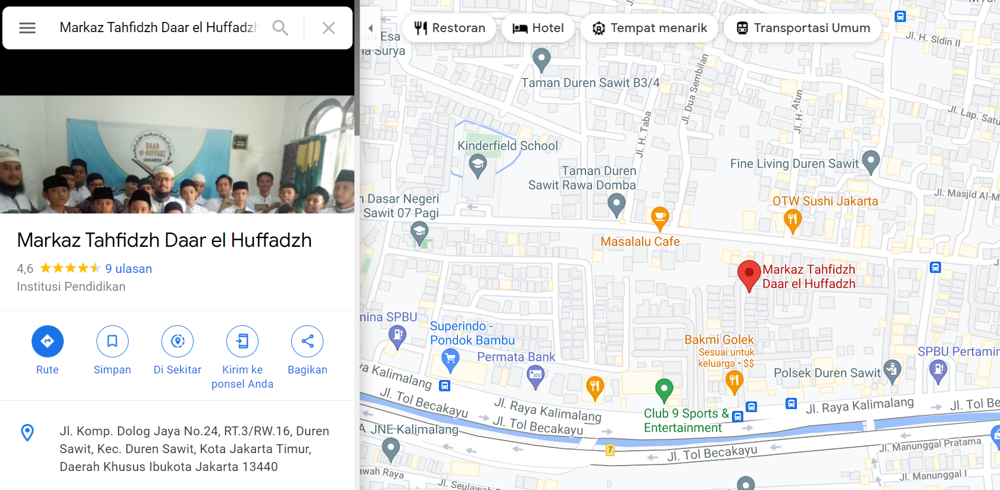 Markaz Tahfidzh Daar el Huffadzh
DAAR
el-HUFFADZ
JAKARTA
Markaz Tahfidzh Daar el Huffadzh
4,6 9 ulasan
Institusi Pendidikan
Rute
Simpan
Di Sekitar
Kirim ke
ponsel Anda
Bagikan
Jl. Komp. Dolog Jaya No.24, RT.3/RW.16, Duren
Sawit, Kec. Duren Sawit, Kota Jakarta Timur,
Daerah Khusus Ibukota Jakarta 13440
Restoran
Hotel
Tempat menarik
Transportasi Umum
Esa
Surya
Jl. H. Sidin II
Taman Duren Sawit B3/4
Jl. Dua Sembilan
Jl. H. Atun
Jl. Lap. Satu
Jl. H. Taba
Kinderfield School
Fine Living Duren Sawit
Taman Duren
Sawit Rawa Domba
n Dasar Negeri
Sawit 07 Pagi
Jl. Masjid Al-M
OTW Sushi Jakarta
Masalalu Cafe
Markaz Tahfidzh
Daar el Huffadzh
mina SPBU
Superindo -
Pondok Bambu
Permata Bank
100
Bakmi Golek
Sesuai untuk
keluarga • $$
SPBU Pertamin
Polsek Duren Sawit
ya Kalimalang
Jl. Tol Becakayu
Jl. Raya Kalimalang
Jl. Tol Becakayu
Club 9 Sports &
Entertainment
Jl. Raya Kalimalang
Jl. Tol Be
A JNE Kalimalang
7
Jl. Tol Becakayu
Jl. Manunggal Pratama
awah Raya
Jl. Seulawah
Jl. Manunggal I